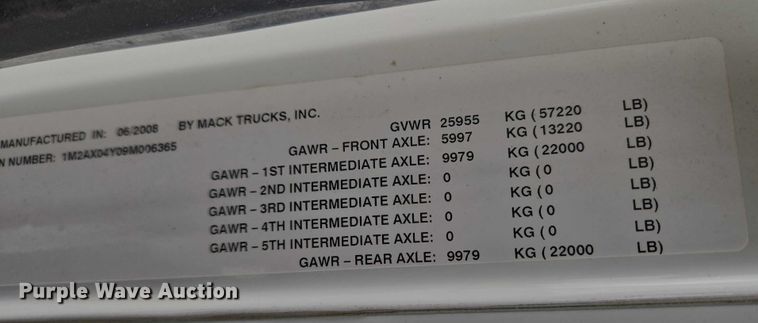 MANUFACTURED IN: 06/2008 BY MACK TRUCKS, INC.
N NUMBER: 1M2AX04Y09M006365
GVWR 25955 KG ( 57220 LB)
GAWR – FRONT AXLE: 5997 KG ( 13220 LB)
GAWR – 1ST INTERMEDIATE AXLE: 9979 KG ( 22000 LB)
GAWR – 2ND INTERMEDIATE AXLE: 0 KG ( 0 LB)
GAWR – 3RD INTERMEDIATE AXLE: 0 KG ( 0 LB)
GAWR – 4TH INTERMEDIATE AXLE: 0 KG ( 0 LB)
GAWR – 5TH INTERMEDIATE AXLE: 0 KG ( 0 LB)
GAWR – REAR AXLE: 9979 KG ( 22000 LB)
Purple Wave Auction